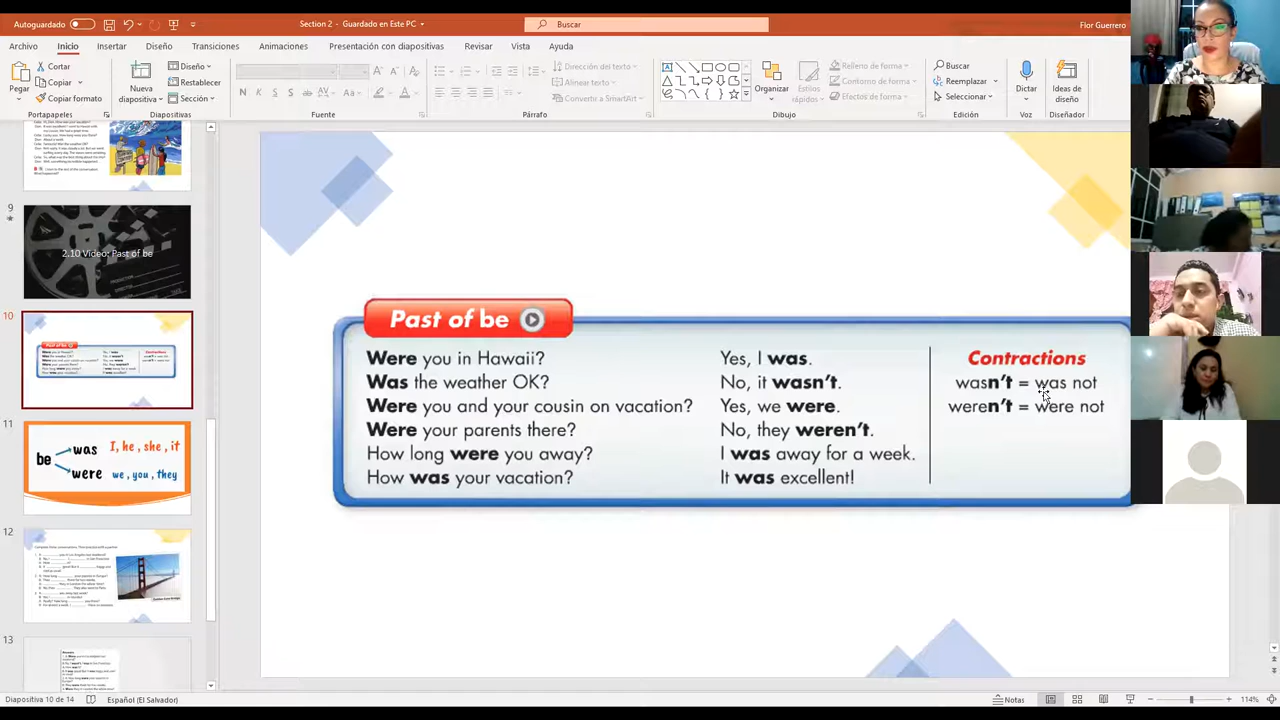 Autoguardado
Section 2 - Guardado en Este PC
Buscar
Flor Guerrero
Archivo Inicio Insertar Diseño Transiciones Animaciones Presentación con diapositivas Revisar Vista Ayuda
Pegar
Cortar
Copiar
Copiar formato
Portapapeles
Nueva diapositiva
Diseño
Restablecer
Sección
Diapositivas
N K S S ab AV Aa A
Fuente
Dirección del texto
Alinear texto
Convertir a SmartArt
Párrafo
Organizar
Estilos rápidos
Relleno de forma
Contorno de forma
Efectos de forma
Dibujo
Buscar
Reemplazar
Seleccionar
Edición
Dictar
Voz
Ideas de diseño
Diseñador
9
2.10 Video: Past of be
10
11
be was I, he, she, it
were we, you, they
12
13
Past of be
Were you in Hawaii? Yes, I was.
Was the weather OK? No, it wasn't.
Were you and your cousin on vacation? Yes, we were.
Were your parents there? No, they weren't.
How long were you away? I was away for a week.
How was your vacation? It was excellent!
Contractions
wasn't = was not
weren't = were not
Diapositiva 10 de 14
Español (El Salvador)
Notas
114%